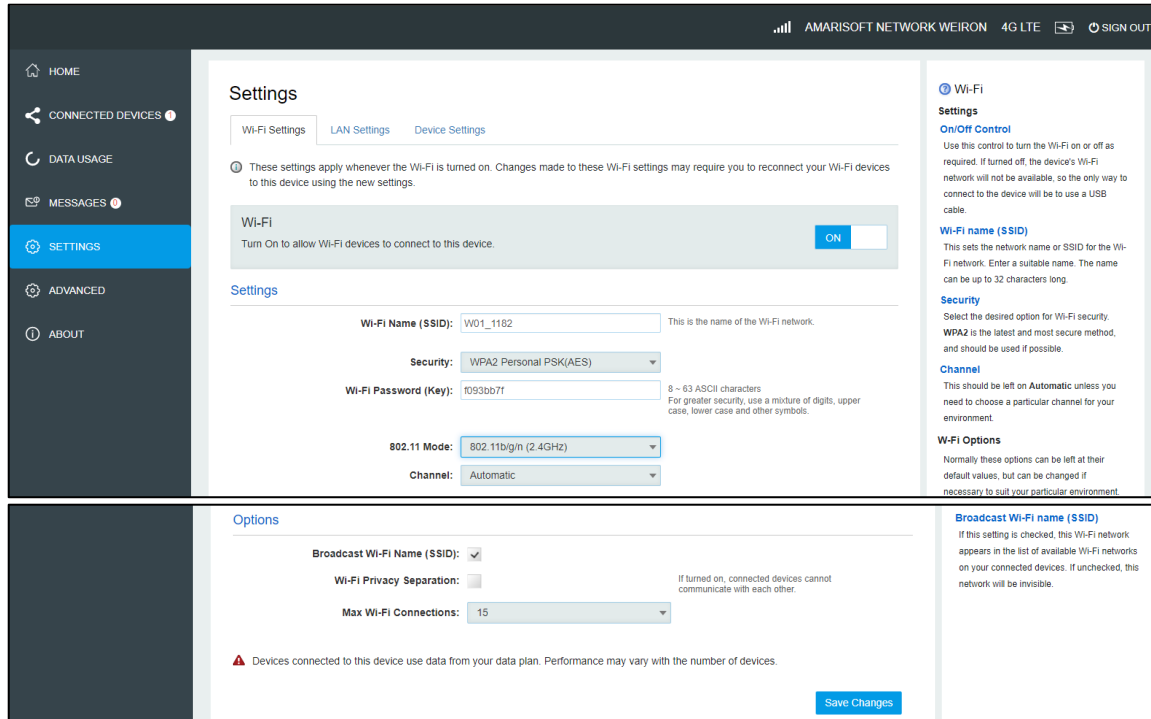 AMARISOFT NETWORK WEIRON 4G LTE SIGN OUT
HOME
CONNECTED DEVICES 1
DATA USAGE
MESSAGES 0
SETTINGS
ADVANCED
ABOUT
Settings
Wi-Fi Settings LAN Settings Device Settings
These settings apply whenever the Wi-Fi is turned on. Changes made to these Wi-Fi settings may require you to reconnect your Wi-Fi devices
to this device using the new settings.
Wi-Fi
Turn On to allow Wi-Fi devices to connect to this device.
ON
Settings
Wi-Fi Name (SSID): W01_1182 This is the name of the Wi-Fi network.
Security: WPA2 Personal PSK(AES)
Wi-Fi Password (Key): f093bb7f 8 ~ 63 ASCII characters
For greater security, use a mixture of digits, upper
case, lower case and other symbols.
802.11 Mode: 802.11b/g/n (2.4GHz)
Channel: Automatic
Options
Broadcast Wi-Fi Name (SSID):
Wi-Fi Privacy Separation: If turned on, connected devices cannot
communicate with each other.
Max Wi-Fi Connections: 15
Devices connected to this device use data from your data plan. Performance may vary with the number of devices.
Save Changes
Wi-Fi
Settings
On/Off Control
Use this control to turn the Wi-Fi on or off as
required. If turned off, the device's Wi-Fi
network will not be available, so the only way to
connect to the device will be to use a USB
cable.
Wi-Fi name (SSID)
This sets the network name or SSID for the Wi-
Fi network. Enter a suitable name. The name
can be up to 32 characters long.
Security
Select the desired option for Wi-Fi security.
WPA2 is the latest and most secure method,
and should be used if possible.
Channel
This should be left on Automatic unless you
need to choose a particular channel for your
environment.
W-Fi Options
Normally these options can be left at their
default values, but can be changed if
necessary to suit your particular environment.
Broadcast Wi-Fi name (SSID)
If this setting is checked, this Wi-Fi network
appears in the list of available Wi-Fi networks
on your connected devices. If unchecked, this
network will be invisible.